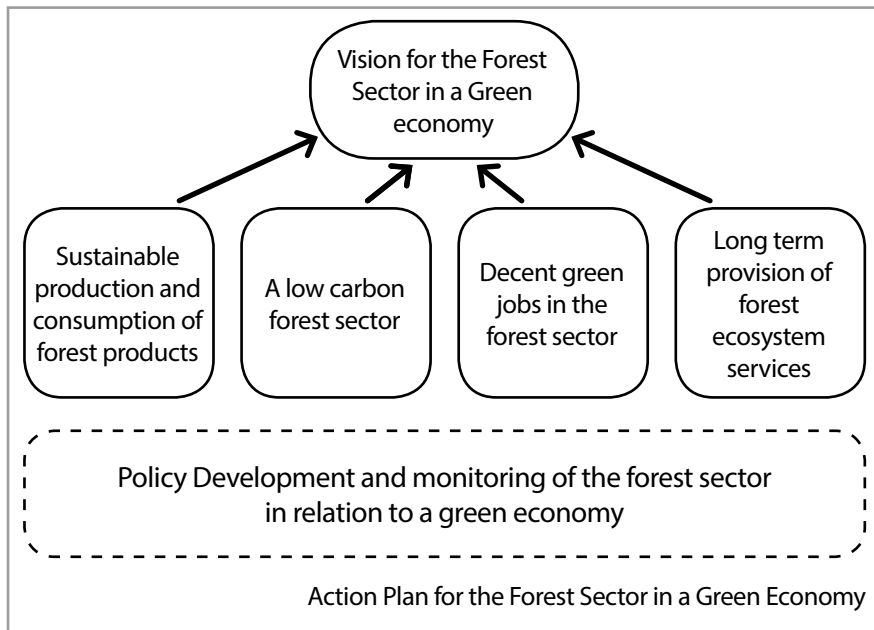 Vision for the Forest
Sector in a Green
economy
Sustainable
production and
consumption of
forest products
A low carbon
forest sector
Decent green
jobs in the
forest sector
Long term
provision of
forest
ecosystem
services
Policy Development and monitoring of the forest sector
in relation to a green economy
Action Plan for the Forest Sector in a Green Economy